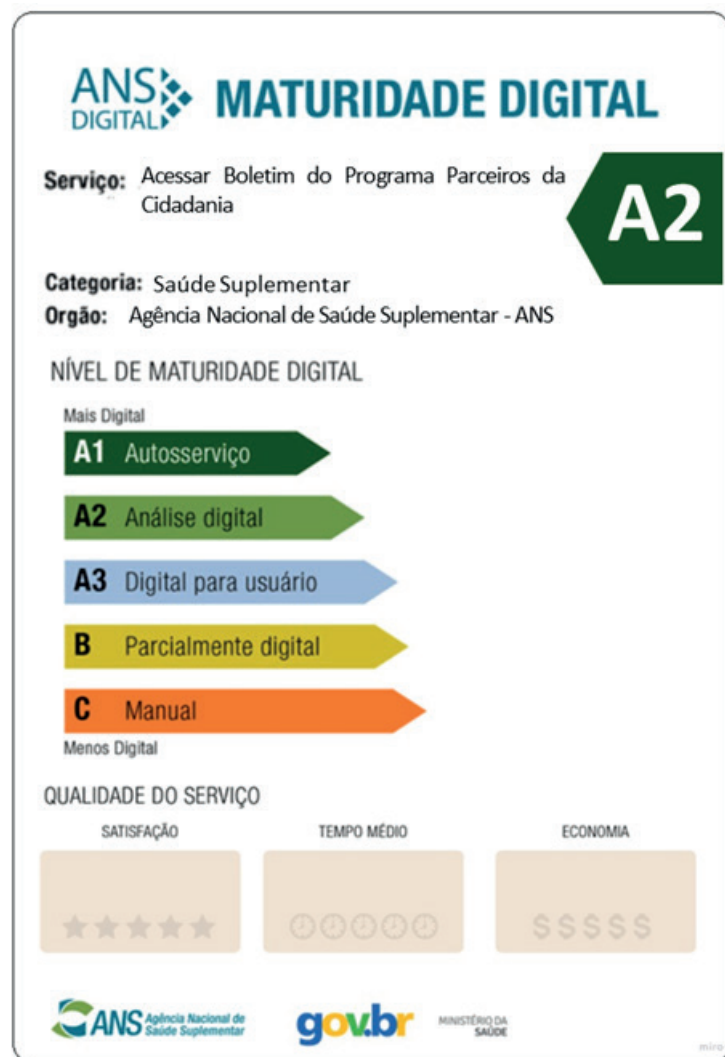 ANS
DIGITAL
MATURIDADE DIGITAL
Serviço: Acessar Boletim do Programa Parceiros da
Cidadania
A2
Categoria: Saúde Suplementar
Orgão: Agência Nacional de Saúde Suplementar - ANS
NÍVEL DE MATURIDADE DIGITAL
Mais Digital
A1 Autosserviço
A2 Análise digital
A3 Digital para usuário
B Parcialmente digital
C Manual
Menos Digital
QUALIDADE DO SERVIÇO
SATISFAÇÃO TEMPO MÉDIO ECONOMIA
$$$$$
ANS Agência Nacional de
Saúde Suplementar
gov.br
MINISTÉRIO DA
SAÚDE
miro